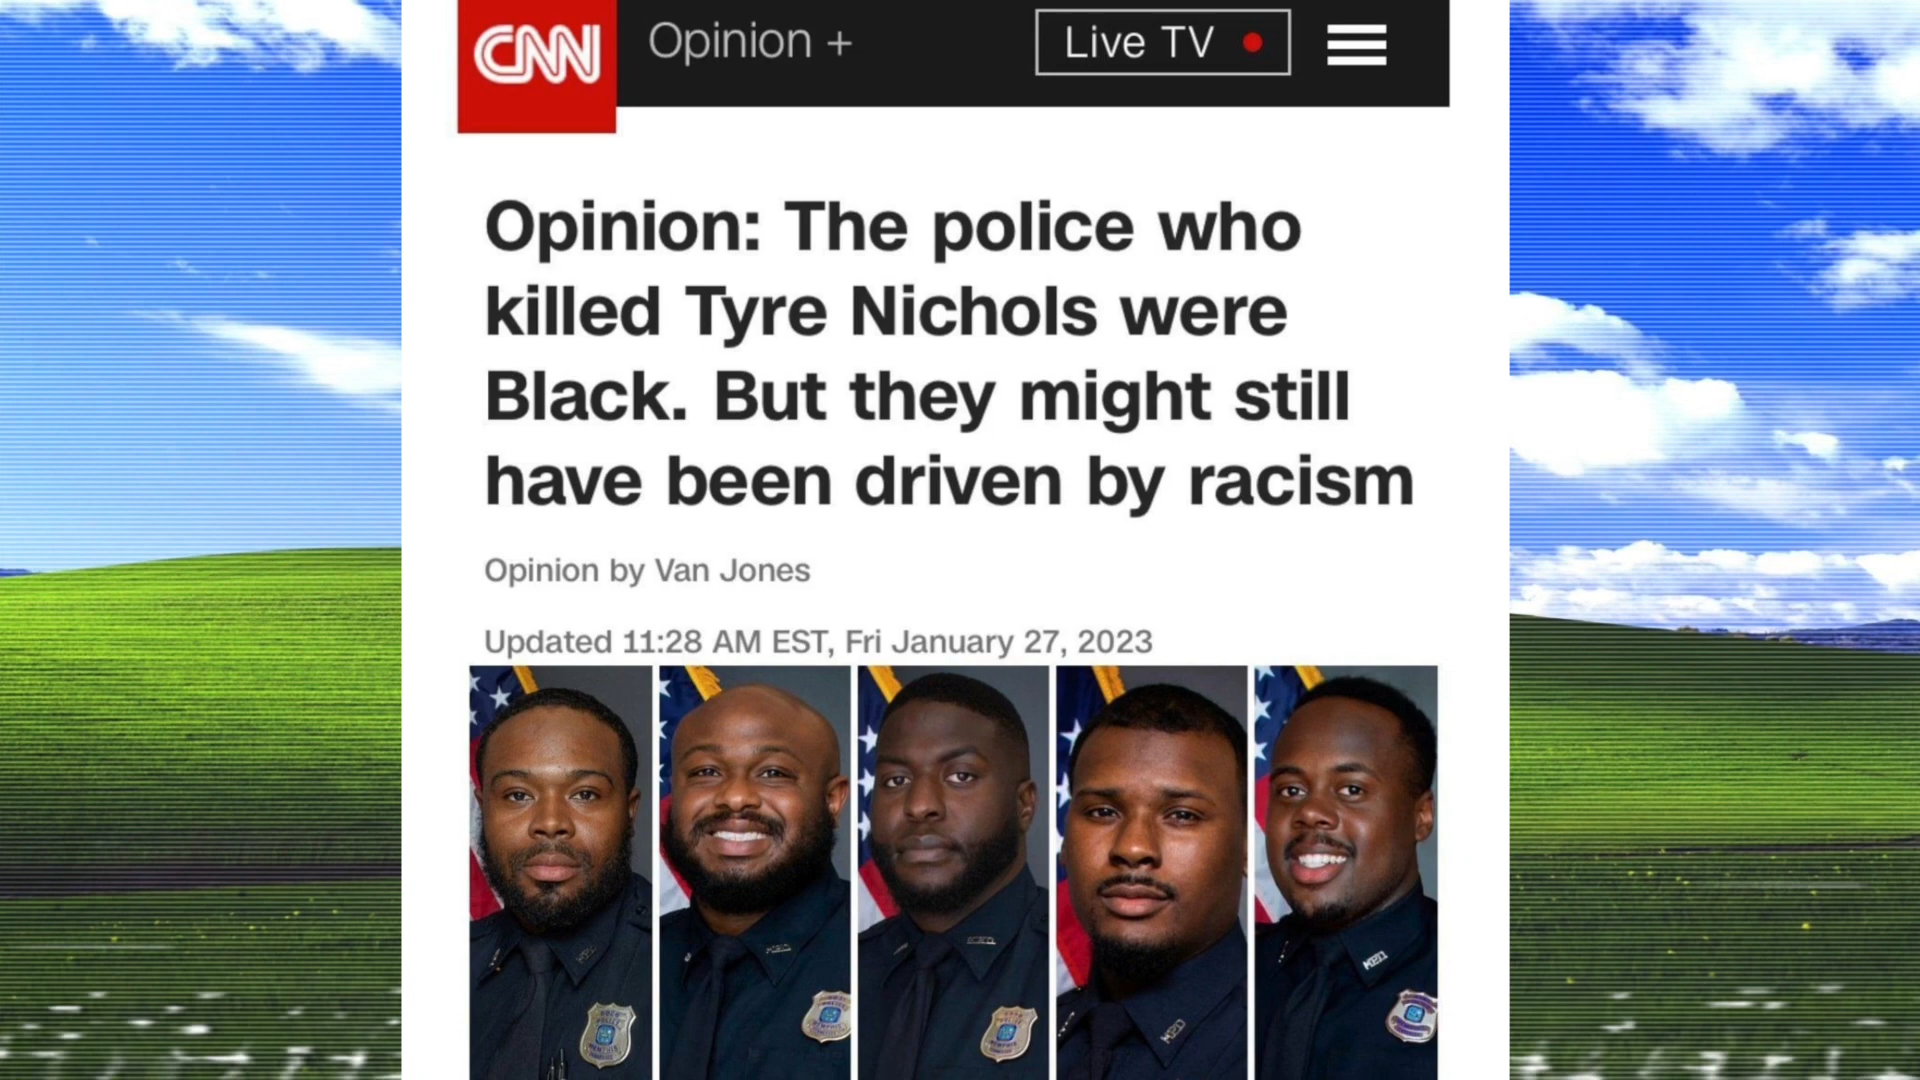 CNN Opinion + Live TV
Opinion: The police who
killed Tyre Nichols were
Black. But they might still
have been driven by racism
Opinion by Van Jones
Updated 11:28 AM EST, Fri January 27, 2023